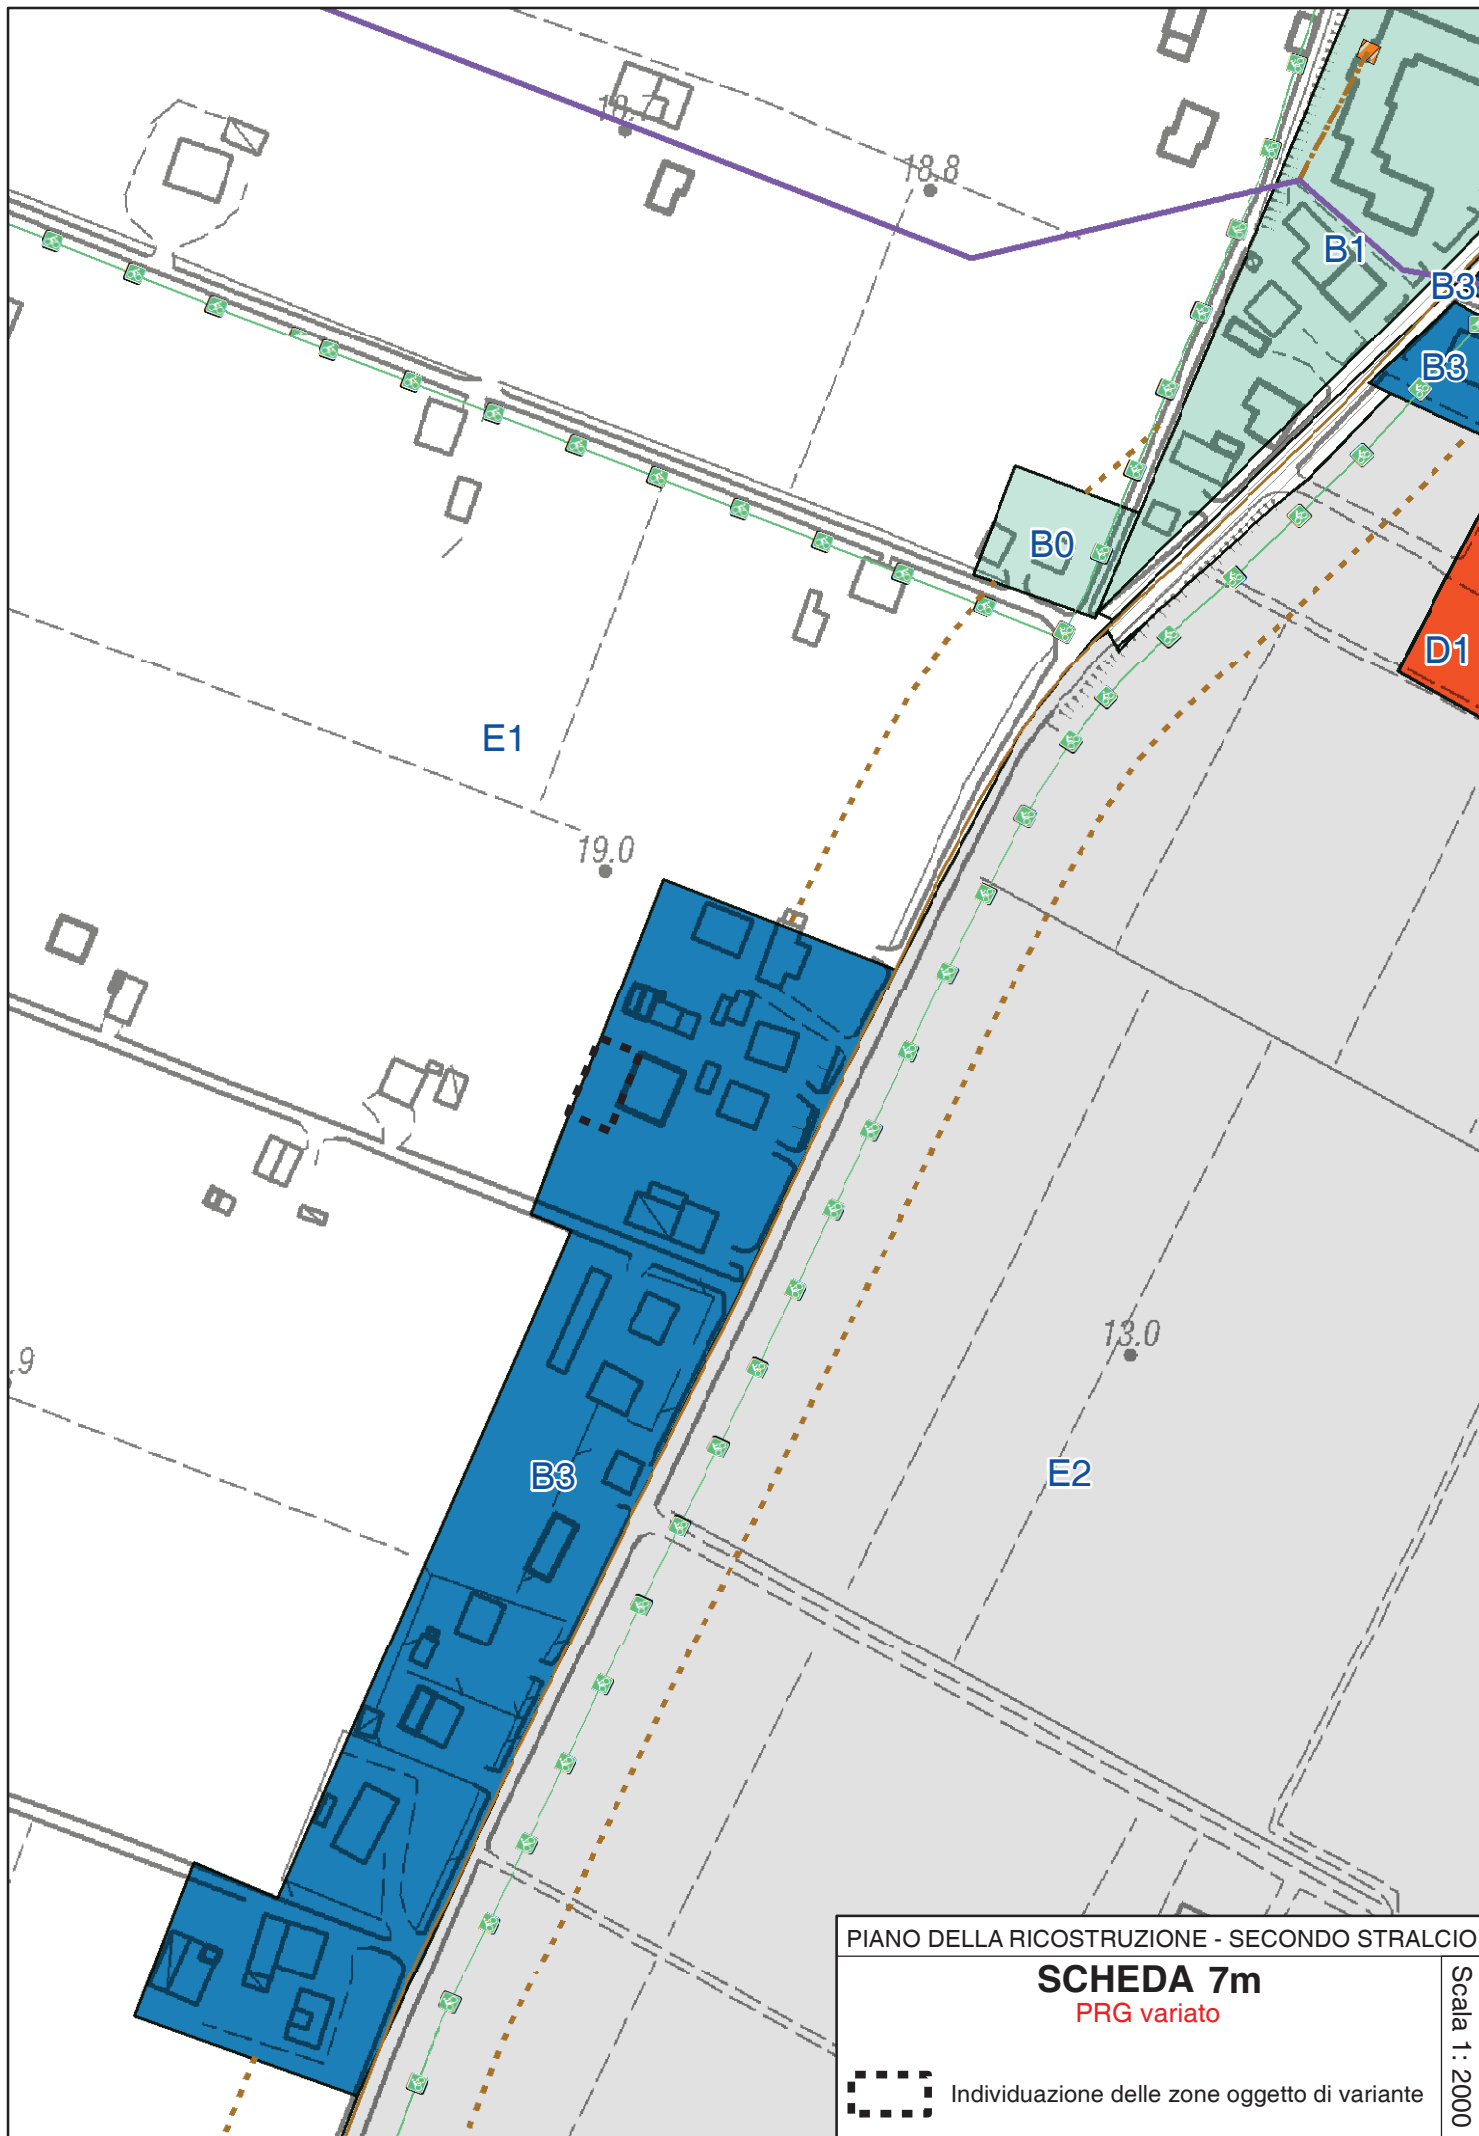 18.8
B1
B3
B3
B0
D1
E1
19.0
13.0
.9
B3
E2
PIANO DELLA RICOSTRUZIONE - SECONDO STRALCIO
SCHEDA 7m
PRG variato
Individuazione delle zone oggetto di variante
Scala 1: 2000